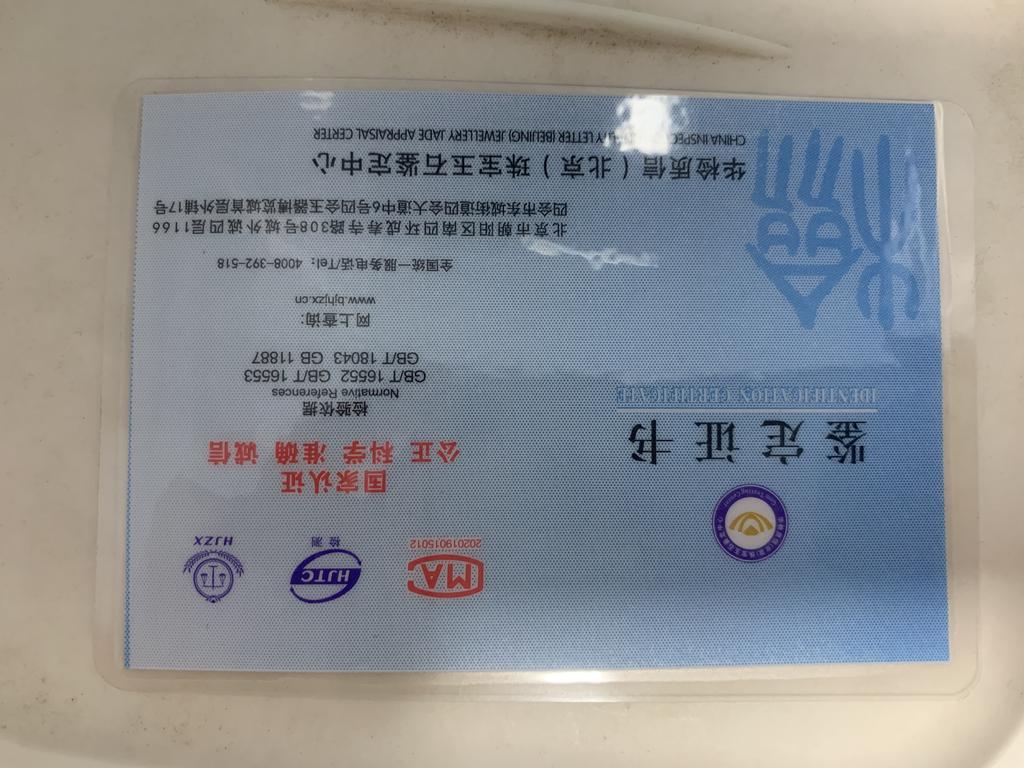 鉴定证书
IDENTIFICATION CERTIFICATE
MA
202019015012
HJTC
检测
HJZX
国家认证
公正 科学 准确 诚信
检验依据
Normative References
GB/T 16552 GB/T 16553
GB/T 18043 GB 11887
网上查询:
www.bjhjzx.cn
全国统一服务电话/Tel: 4008-392-518
北京市朝阳区南四环成寿寺路308号城外诚四层1166
四会市东城街道四会大道中6号四会玉器博览城首层外铺17号
华检质信（北京）珠宝玉石鉴定中心
CHINA INSPEC LETTER (BEIJING) JEWELLERY JADE APPRAISAL CERTER